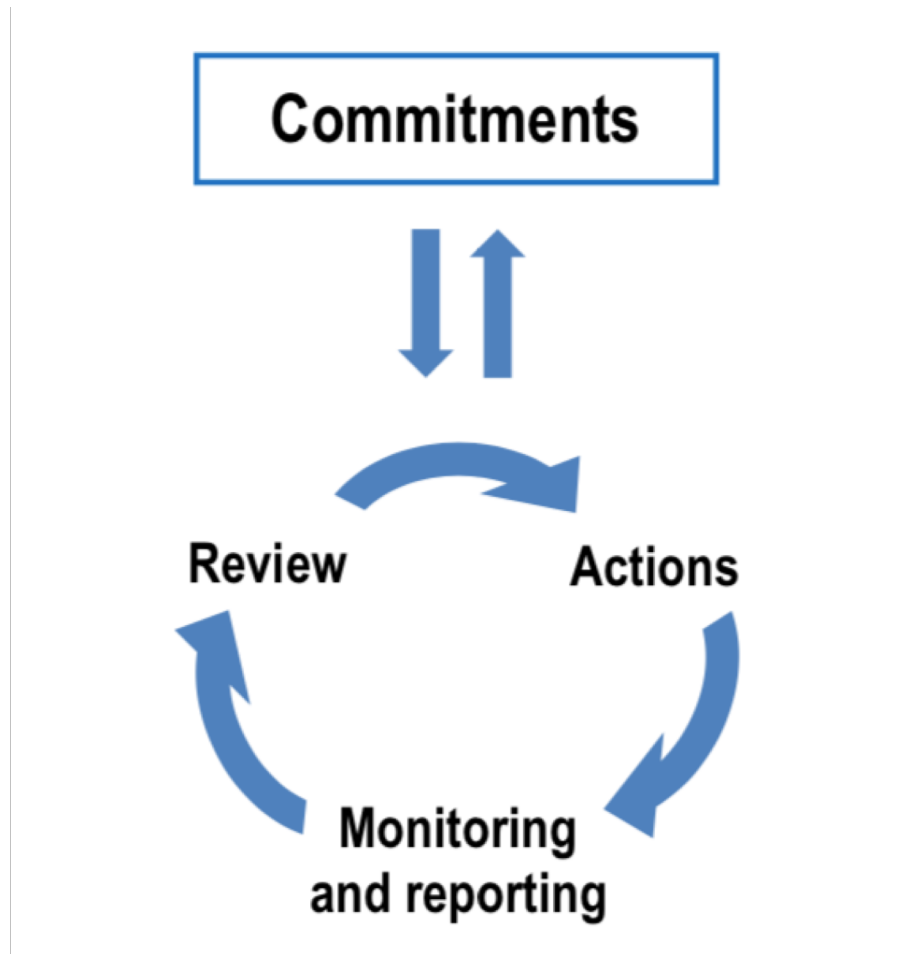 Commitments
Review
Actions
Monitoring
and reporting